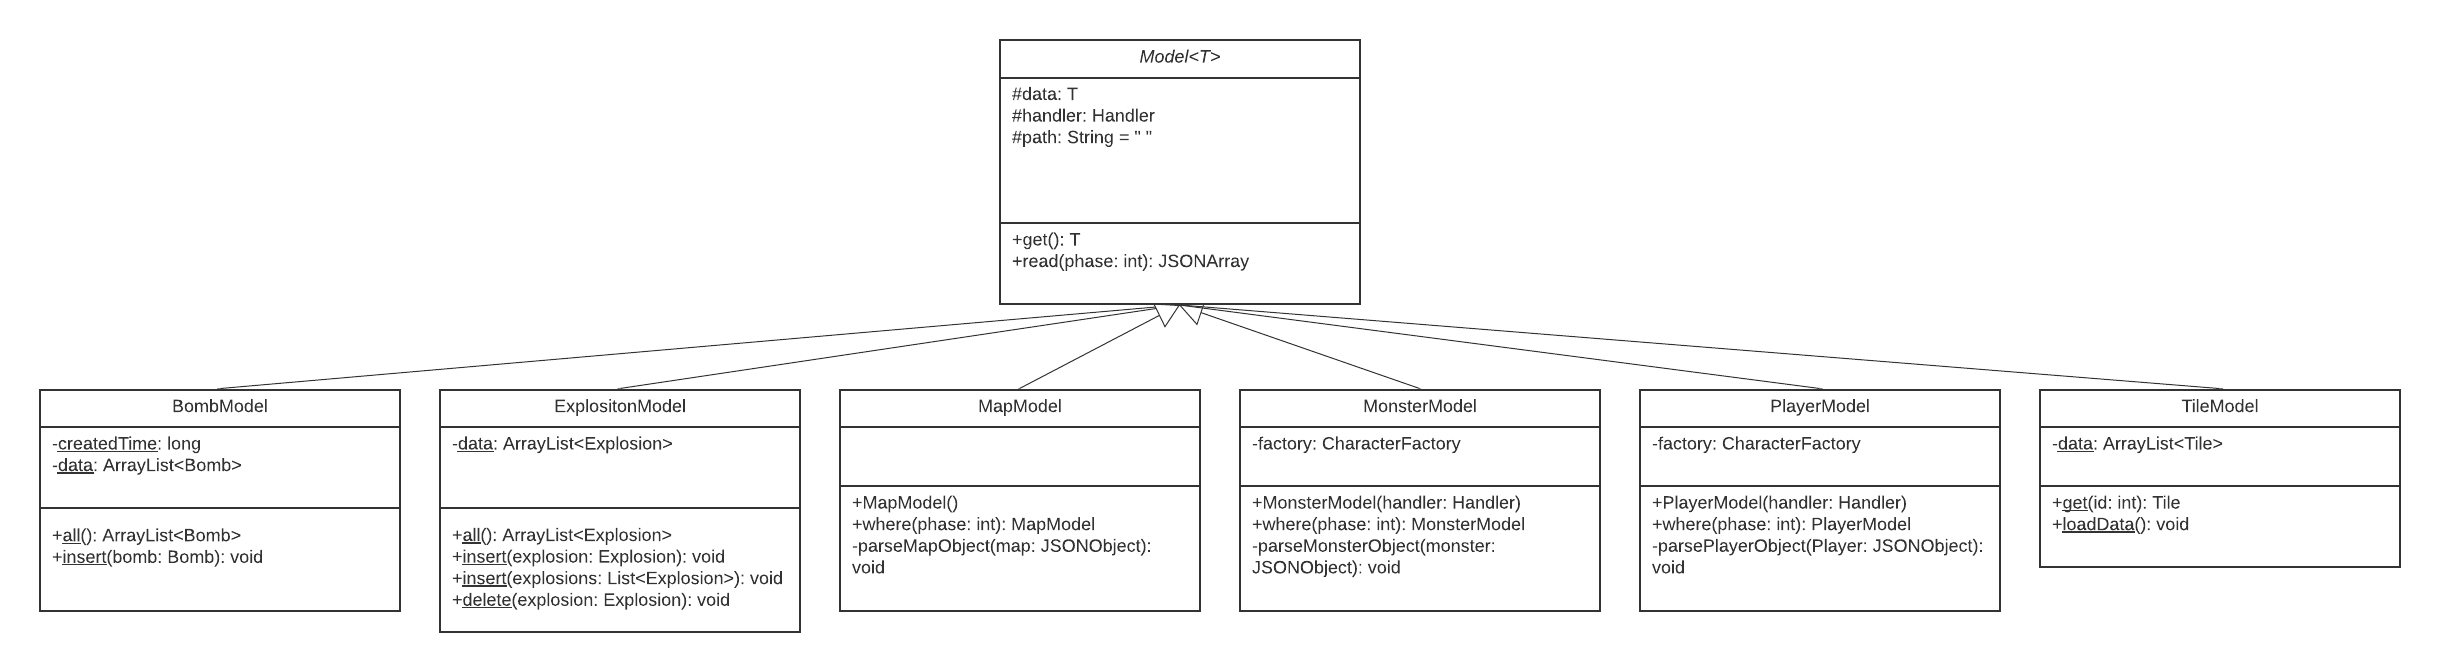 Model<T>
#data: T
#handler: Handler
#path: String = " "
+get(): T
+read(phase: int): JSONArray
BombModel
-createdTime: long
-data: ArrayList<Bomb>
+all(): ArrayList<Bomb>
+insert(bomb: Bomb): void
ExplositonModel
-data: ArrayList<Explosion>
+all(): ArrayList<Explosion>
+insert(explosion: Explosion): void
+insert(explosions: List<Explosion>): void
+delete(explosion: Explosion): void
MapModel
+MapModel()
+where(phase: int): MapModel
-parseMapObject(map: JSONObject):
void
MonsterModel
-factory: CharacterFactory
+MonsterModel(handler: Handler)
+where(phase: int): MonsterModel
-parseMonsterObject(monster:
JSONObject): void
PlayerModel
-factory: CharacterFactory
+PlayerModel(handler: Handler)
+where(phase: int): PlayerModel
-parsePlayerObject(Player: JSONObject):
void
TileModel
-data: ArrayList<Tile>
+get(id: int): Tile
+loadData(): void